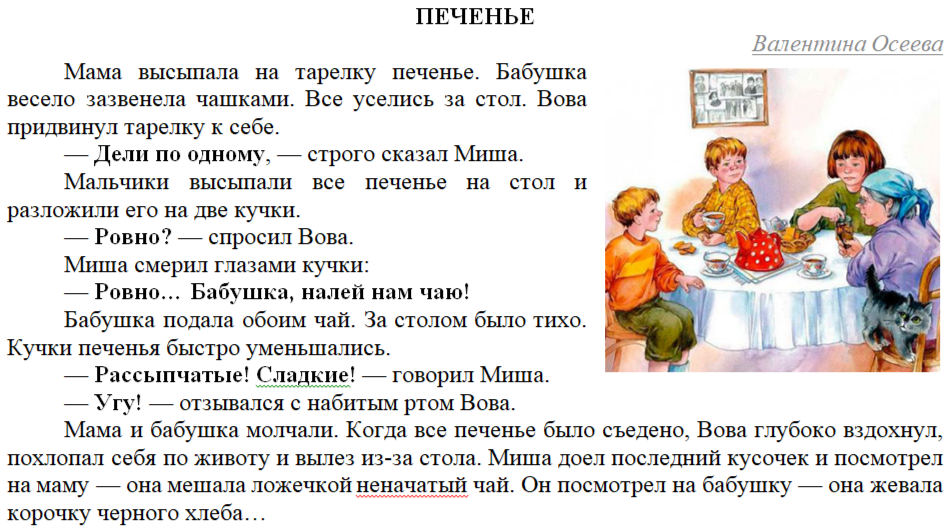 ПЕЧЕНЬЕ
Валентина Осеева
Мама высыпала на тарелку печенье. Бабушка
весело зазвенела чашками. Все уселись за стол. Вова
придвинул тарелку к себе.
— Дели по одному, — строго сказал Миша.
Мальчики высыпали все печенье на стол и
разложили его на две кучки.
— Ровно? — спросил Вова.
Миша смерил глазами кучки:
— Ровно… Бабушка, налей нам чаю!
Бабушка подала обоим чай. За столом было тихо.
Кучки печенья быстро уменьшались.
— Рассыпчатые! Сладкие! — говорил Миша.
— Угу! — отзывался с набитым ртом Вова.
Мама и бабушка молчали. Когда все печенье было съедено, Вова глубоко вздохнул,
похлопал себя по животу и вылез из-за стола. Миша доел последний кусочек и посмотрел
на маму — она мешала ложечкой неначатый чай. Он посмотрел на бабушку — она жевала
корочку черного хлеба…